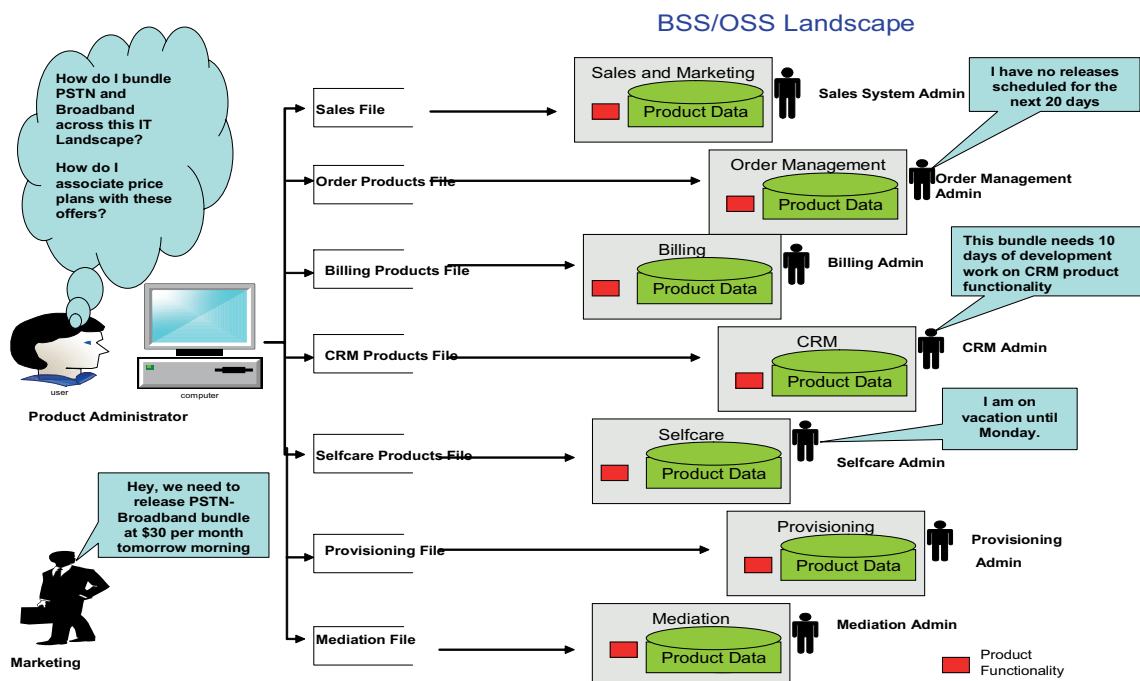 BSS/OSS Landscape
How do I bundle
PSTN and
Broadband
across this IT
Landscape?
How do I
associate price
plans with these
offers?
user
computer
Product Administrator
Hey, we need to
release PSTN-
Broadband bundle
at $30 per month
tomorrow morning
Marketing
Sales File
Order Products File
Billing Products File
CRM Products File
Selfcare Products File
Provisioning File
Mediation File
Sales and Marketing
Product Data
Sales System Admin
I have no releases
scheduled for the
next 20 days
Order Management
Product Data
Order Management
Admin
Billing
Product Data
Billing Admin
This bundle needs 10
days of development
work on CRM product
functionality
CRM
Product Data
CRM Admin
I am on
vacation until
Monday.
Selfcare
Product Data
Selfcare Admin
Provisioning
Product Data
Provisioning
Admin
Mediation
Product Data
Mediation Admin
Product
Functionality